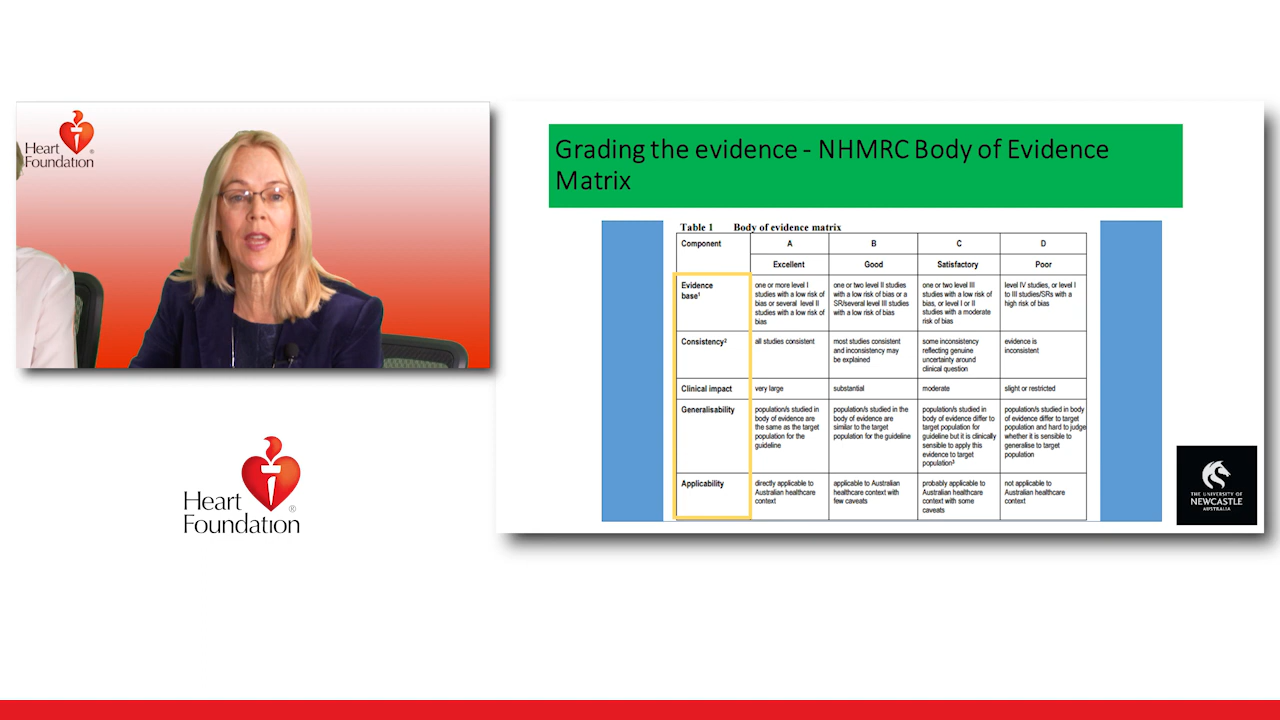 Heart
Foundation
Heart
Foundation
®
Grading the evidence - NHMRC Body of Evidence
Matrix
Table 1 Body of evidence matrix
Component A B C D
Excellent Good Satisfactory Poor
Evidence
base¹
one or more level I
studies with a low risk of
bias or several level II
studies with a low risk of
bias
one or two level II studies
with a low risk of bias or a
SR/several level III studies
with a low risk of bias
one or two level III
studies with a low risk of
bias, or level I or II
studies with a moderate
risk of bias
level IV studies, or level I
to III studies/SRs with a
high risk of bias
Consistency²
all studies consistent
most studies consistent
and inconsistency may
be explained
some inconsistency
reflecting genuine
uncertainty around
clinical question
evidence is
inconsistent
Clinical impact
very large
substantial
moderate
slight or restricted
Generalisability
population/s studied in
body of evidence are
the same as the target
population for the
guideline
population/s studied in the
body of evidence are
similar to the target
population for the guideline
population/s studied in
body of evidence differ to
target population for
guideline but it is clinically
sensible to apply this
evidence to target
population³
population/s studied in body
of evidence differ to target
population and hard to judge
whether it is sensible to
generalise to target
population
Applicability
directly applicable to
Australian healthcare
context
applicable to Australian
healthcare context with
few caveats
probably applicable to
Australian healthcare
context with some
caveats
not applicable to
Australian healthcare
context
THE UNIVERSITY OF
NEWCASTLE
AUSTRALIA